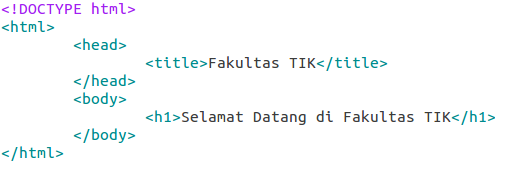 <!DOCTYPE html>
<html>
<head>
<title>Fakultas TIK</title>
</head>
<body>
<h1>Selamat Datang di Fakultas TIK</h1>
</body>
</html>